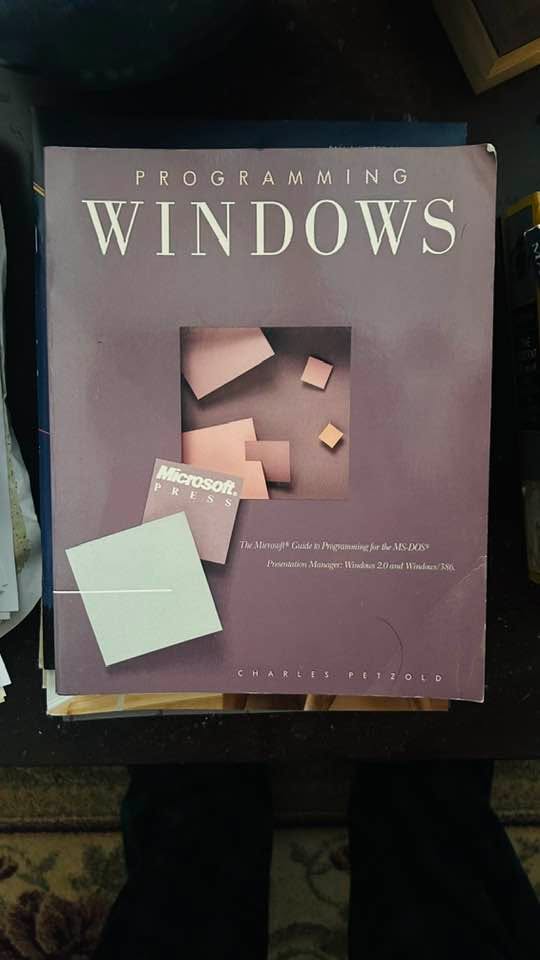 PROGRAMMING
WINDOWS
Microsoft®
PRESS
The Microsoft® Guide to Programming for the MS-DOS®
Presentation Manager: Windows 2.0 and Windows/386.
CHARLES PETZOLD